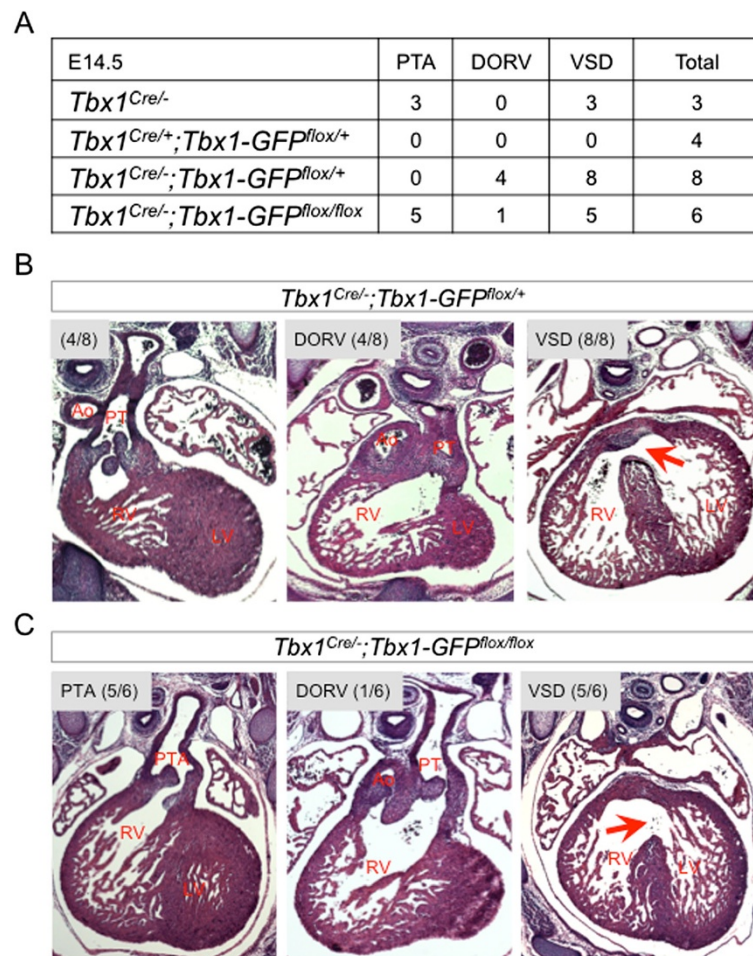 A
E14.5 PTA DORV VSD Total
Tbx1Cre/- 3 0 3 3
Tbx1Cre/+;Tbx1-GFPflox/+ 0 0 0 4
Tbx1Cre/-;Tbx1-GFPflox/+ 0 4 8 8
Tbx1Cre/-;Tbx1-GFPflox/flox 5 1 5 6
B
Tbx1Cre/-;Tbx1-GFPflox/+
(4/8) DORV (4/8) VSD (8/8)
Ao PT Ao PT
RV LV RV LV RV LV
C
Tbx1Cre/-;Tbx1-GFPflox/flox
PTA (5/6) DORV (1/6) VSD (5/6)
PTA Ao PT
RV LV RV RV LV